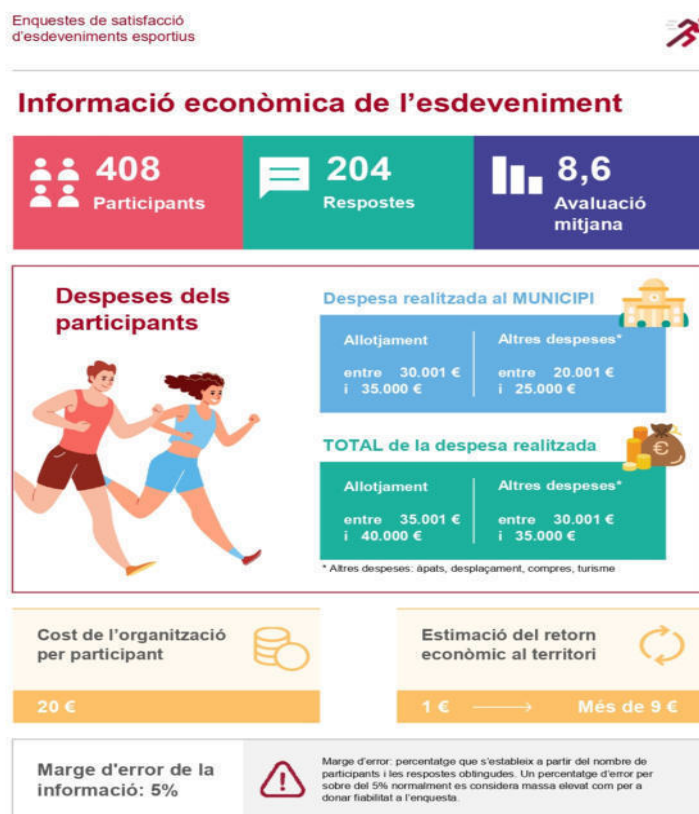 Enquestes de satisfacció
d'esdeveniments esportius
Informació econòmica de l'esdeveniment
408
Participants
204
Respostes
8,6
Avaluació
mitjana
Despeses dels
participants
Despesa realitzada al MUNICIPI
Allotjament
entre 30.001 €
i 35.000 €
Altres despeses*
entre 20.001 €
i 25.000 €
TOTAL de la despesa realitzada
€
Allotjament
entre 35.001 €
i 40.000 €
Altres despeses*
entre 30.001 €
i 35.000 €
* Altres despeses: àpats, desplaçament, compres, turisme
Cost de l'organització
per participant
20 €
Estimació del retorn
econòmic al territori
1 € → Més de 9 €
Marge d'error de la
informació: 5%
Marge d'error: percentatge que s'estableix a partir del nombre de
participants i les respostes obtingudes. Un percentatge d'error per
sobre del 5% normalment es considera massa elevat com per a
donar fiabilitat a l'enquesta.